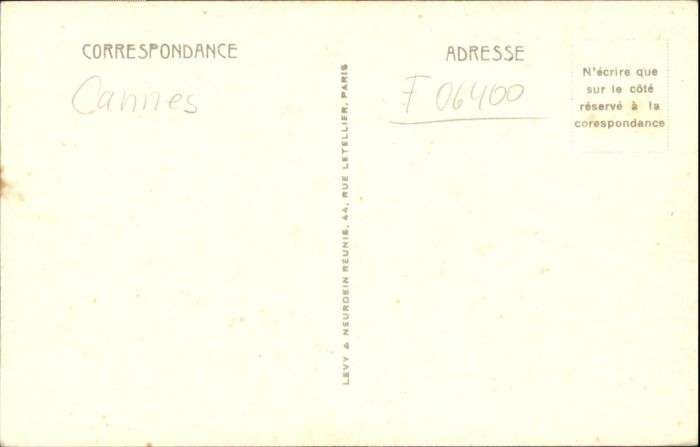 CORRESPONDANCE
Cannes
LEVY & NEURDEIN RÉUNIS, 44, RUE LETELLIER, PARIS
ADRESSE
F 06400
N'écrire que
sur le côté
réservé à la
corespondance